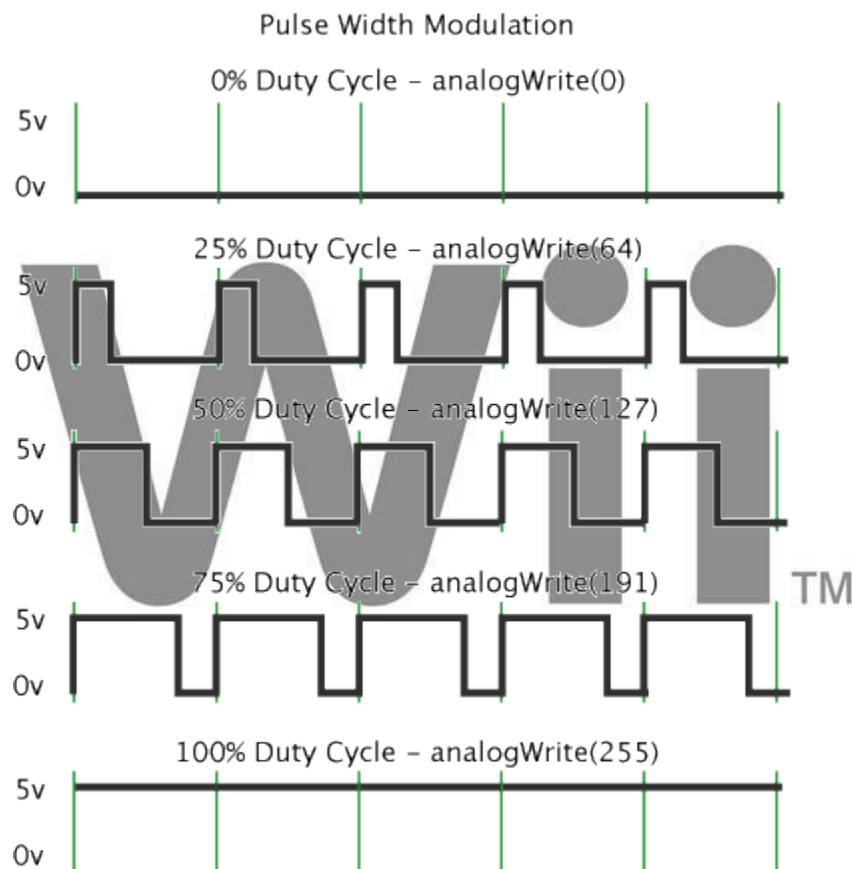 Pulse Width Modulation
0% Duty Cycle – analogWrite(0)
5v
0v
25% Duty Cycle – analogWrite(64)
5v
0v
Wii
50% Duty Cycle – analogWrite(127)
5v
0v
75% Duty Cycle – analogWrite(191)
TM
5v
0v
100% Duty Cycle – analogWrite(255)
5v
0v